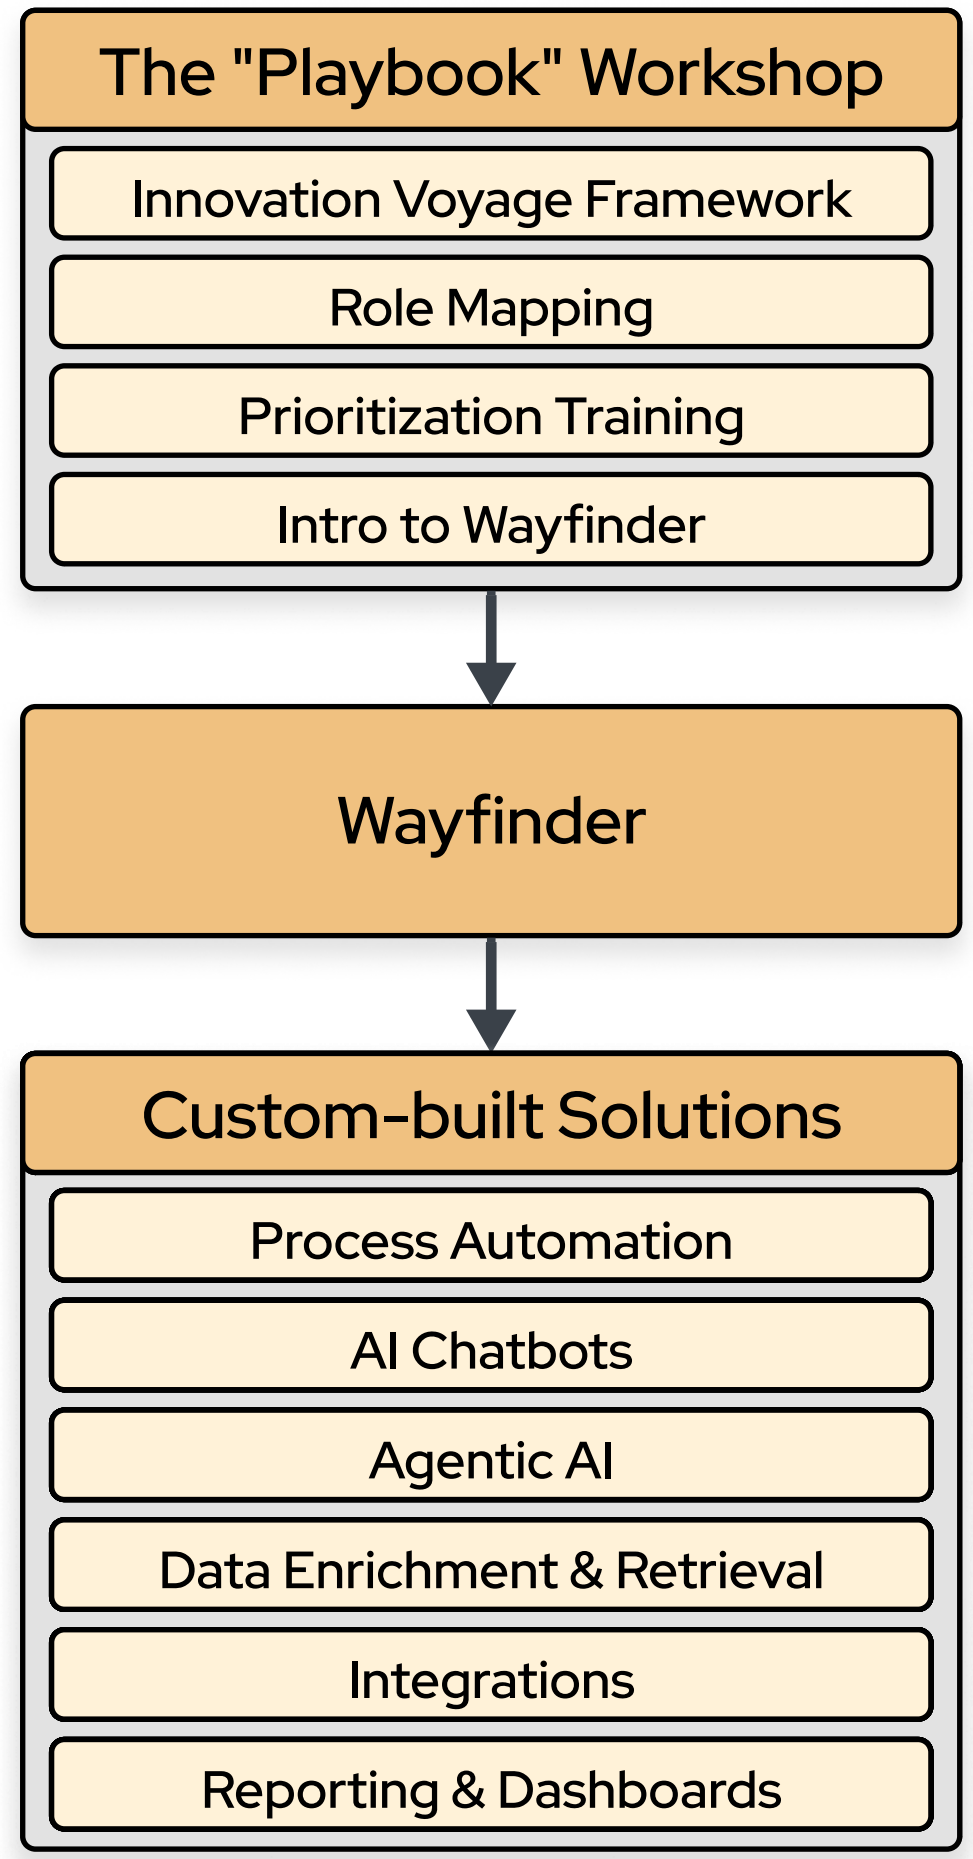 The "Playbook" Workshop
Innovation Voyage Framework
Role Mapping
Prioritization Training
Intro to Wayfinder
Wayfinder
Custom-built Solutions
Process Automation
AI Chatbots
Agentic AI
Data Enrichment & Retrieval
Integrations
Reporting & Dashboards